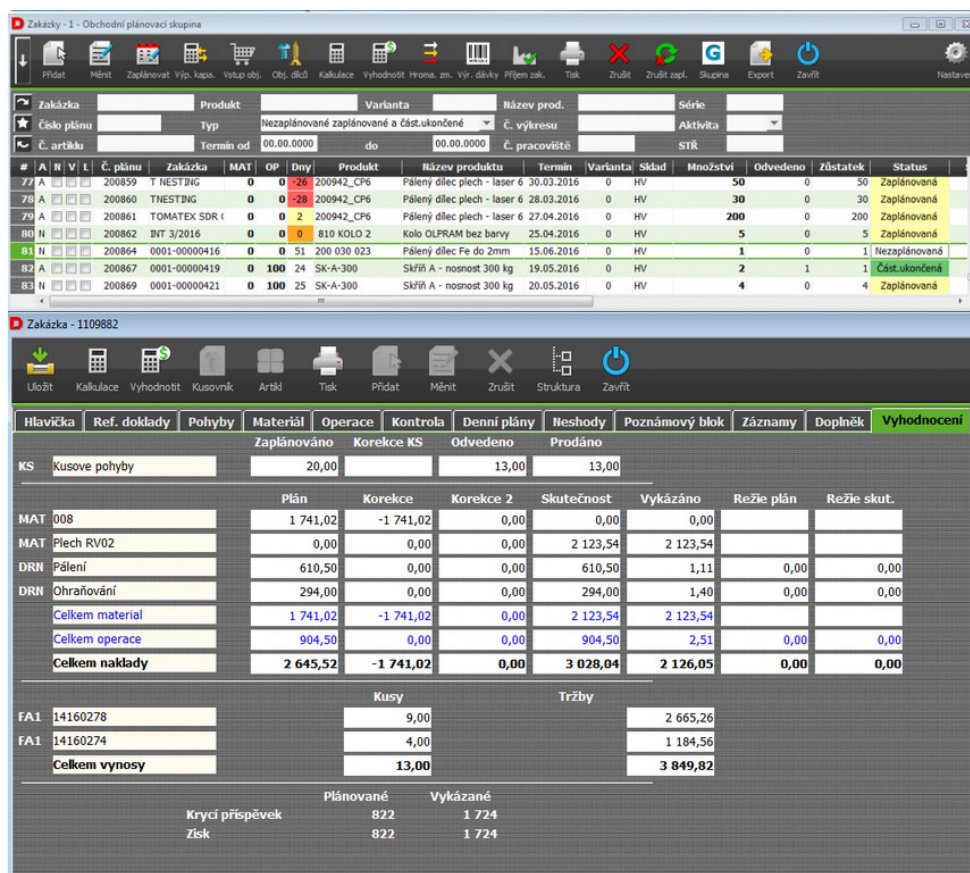 Zakázky - 1 - Obchodní plánovací skupina
Přidat Měnit Zaplánovat Výp. kapa. Vstup obj. Obj. dílců Kalkulace Vyhodnotit Hroma. zm. Výr. dávky Příjem zak. Tisk Zrušit Zrušit zapl. Skupina Export Zavřít Nastave
Zakázka Produkt Varianta Název prod. Série
Číslo plánu Typ Nezaplánované zaplánované a část.ukončené Č. výkresu Aktivita
Č. artiklu Termín od 00.00.0000 do 00.00.0000 Č. pracoviště STŘ
# A N V L Č. plánu Zakázka MAT OP Dny Produkt Název produktu Termín Varianta Sklad Množství Odvedeno Zůstatek Status
77 A 200859 T NESTING 0 0 -26 200942_CP6 Pálený dílec plech - laser 6 30.03.2016 0 HV 50 0 50 Zaplánovaná
78 A 200860 TNESTING 0 0 -28 200942_CP6 Pálený dílec plech - laser 6 28.03.2016 0 HV 30 0 30 Zaplánovaná
79 A 200861 TOMATEX SDR 0 0 2 200942_CP6 Pálený dílec plech - laser 6 27.04.2016 0 HV 200 0 200 Zaplánovaná
80 N 200862 INT 3/2016 0 0 0 810 KOLO 2 Kolo OLPRAM bez barvy 25.04.2016 0 HV 5 0 5 Zaplánovaná
81 N 200864 0001-00000416 0 0 51 200 030 023 Pálený dílec Fe do 2mm 15.06.2016 0 HV 1 0 1 Nezaplánovaná
82 A 200867 0001-00000419 0 100 24 SK-A-300 Skříň A - nosnost 300 kg 19.05.2016 0 HV 2 1 1 Část.ukončená
83 N 200869 0001-00000421 0 100 25 SK-A-300 Skříň A - nosnost 300 kg 20.05.2016 0 HV 4 0 4 Zaplánovaná
Zakázka - 1109882
Uložit Kalkulace Vyhodnotit Kusovník Artikl Tisk Přidat Měnit Zrušit Struktura Zavřít
Hlavička Ref. doklady Pohyby Materiál Operace Kontrola Denní plány Neshody Poznámový blok Záznamy Doplněk Vyhodnocení
Zaplánováno Korekce KS Odvedeno Prodáno
KS Kusove pohyby 20,00 13,00 13,00
Plán Korekce Korekce 2 Skutečnost Vykázáno Režie plán Režie skut.
MAT 008 1 741,02 -1 741,02 0,00 0,00 0,00
MAT Plech RV02 0,00 0,00 0,00 2 123,54 2 123,54
DRN Pálení 610,50 0,00 0,00 610,50 1,11 0,00 0,00
DRN Ohraňování 294,00 0,00 0,00 294,00 1,40 0,00 0,00
Celkem material 1 741,02 -1 741,02 0,00 2 123,54 2 123,54
Celkem operace 904,50 0,00 0,00 904,50 2,51 0,00 0,00
Celkem naklady 2 645,52 -1 741,02 0,00 3 028,04 2 126,05 0,00 0,00
Kusy Tržby
FA1 14160278 9,00 2 665,26
FA1 14160274 4,00 1 184,56
Celkem vynosy 13,00 3 849,82
Plánované Vykázané
Krycí příspěvek 822 1 724
Zisk 822 1 724